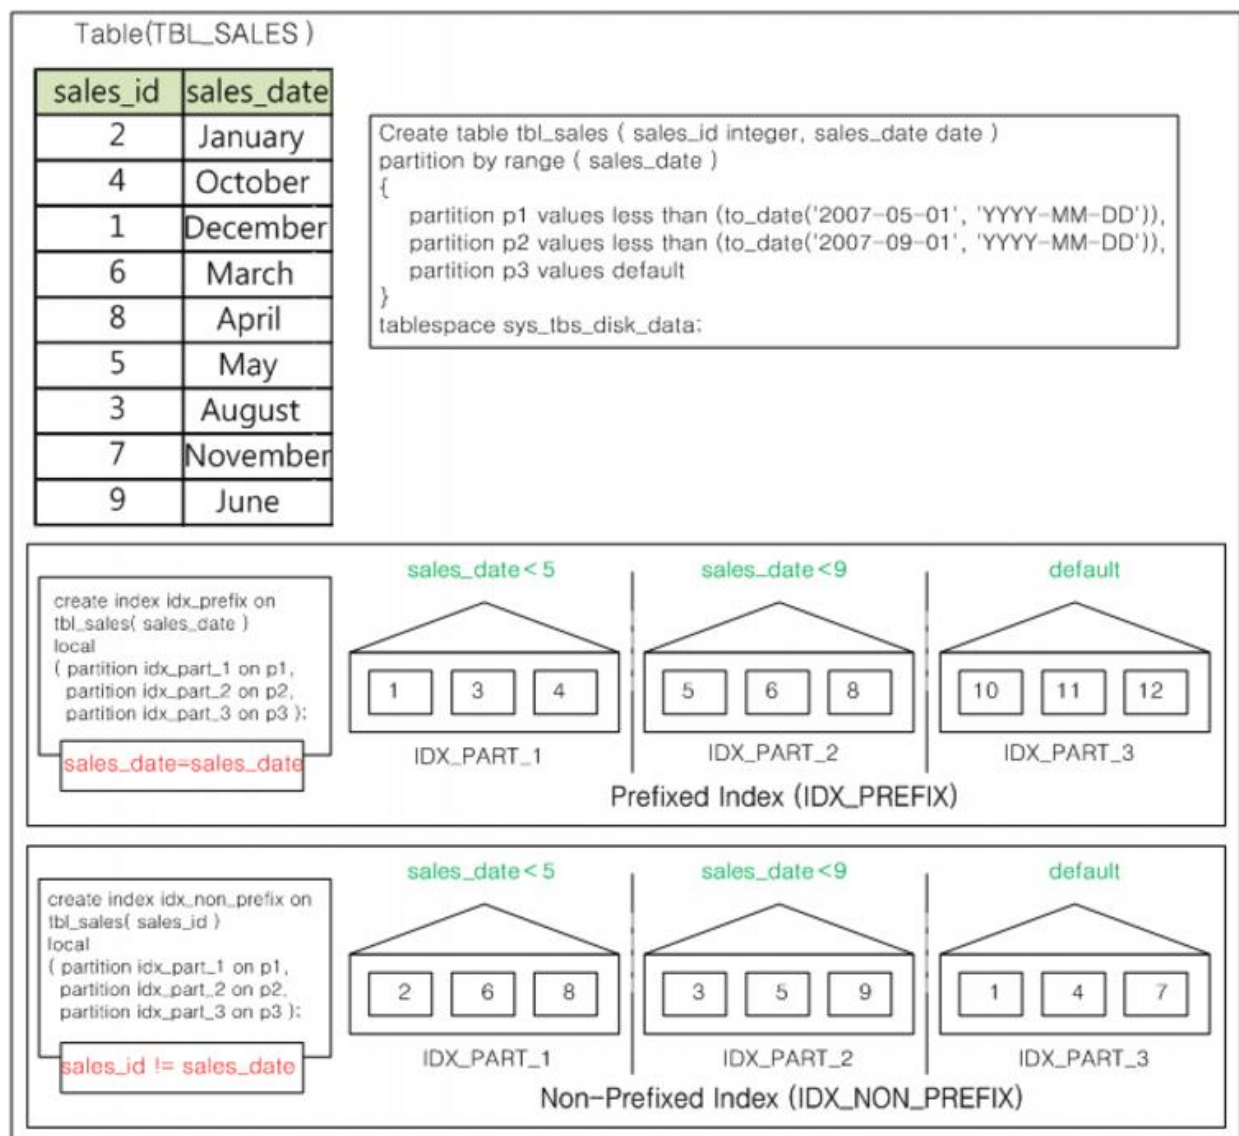 Table(TBL_SALES )
sales_id sales_date
2 January
4 October
1 December
6 March
8 April
5 May
3 August
7 November
9 June
Create table tbl_sales ( sales_id integer, sales_date date )
partition by range ( sales_date )
{
partition p1 values less than (to_date('2007-05-01', 'YYYY-MM-DD')),
partition p2 values less than (to_date('2007-09-01', 'YYYY-MM-DD')),
partition p3 values default
}
tablespace sys_tbs_disk_data;
create index idx_prefix on
tbl_sales( sales_date )
local
( partition idx_part_1 on p1,
partition idx_part_2 on p2,
partition idx_part_3 on p3 );
sales_date=sales_date
sales_date<5 sales_date<9 default
1 3 4 5 6 8 10 11 12
IDX_PART_1 IDX_PART_2 IDX_PART_3
Prefixed Index (IDX_PREFIX)
create index idx_non_prefix on
tbl_sales( sales_id )
local
( partition idx_part_1 on p1,
partition idx_part_2 on p2,
partition idx_part_3 on p3 );
sales_id != sales_date
sales_date<5 sales_date<9 default
2 6 8 3 5 9 1 4 7
IDX_PART_1 IDX_PART_2 IDX_PART_3
Non-Prefixed Index (IDX_NON_PREFIX)